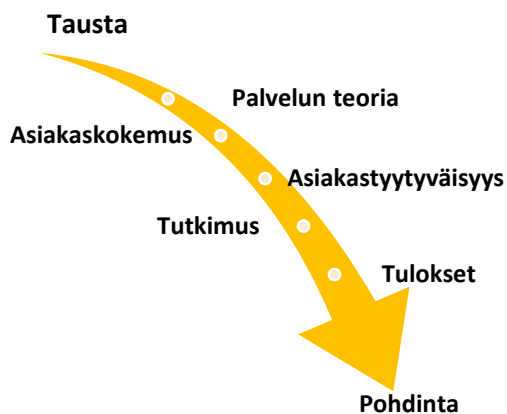 Tausta
Palvelun teoria
Asiakaskokemus
Asiakastyytyväisyys
Tutkimus
Tulokset
Pohdinta